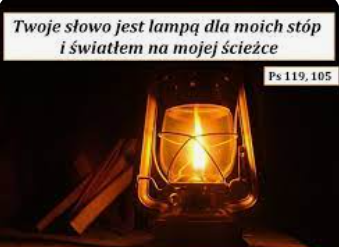 Twoje słowo jest lampą dla moich stóp
i światłem na mojej ścieżce
Ps 119, 105